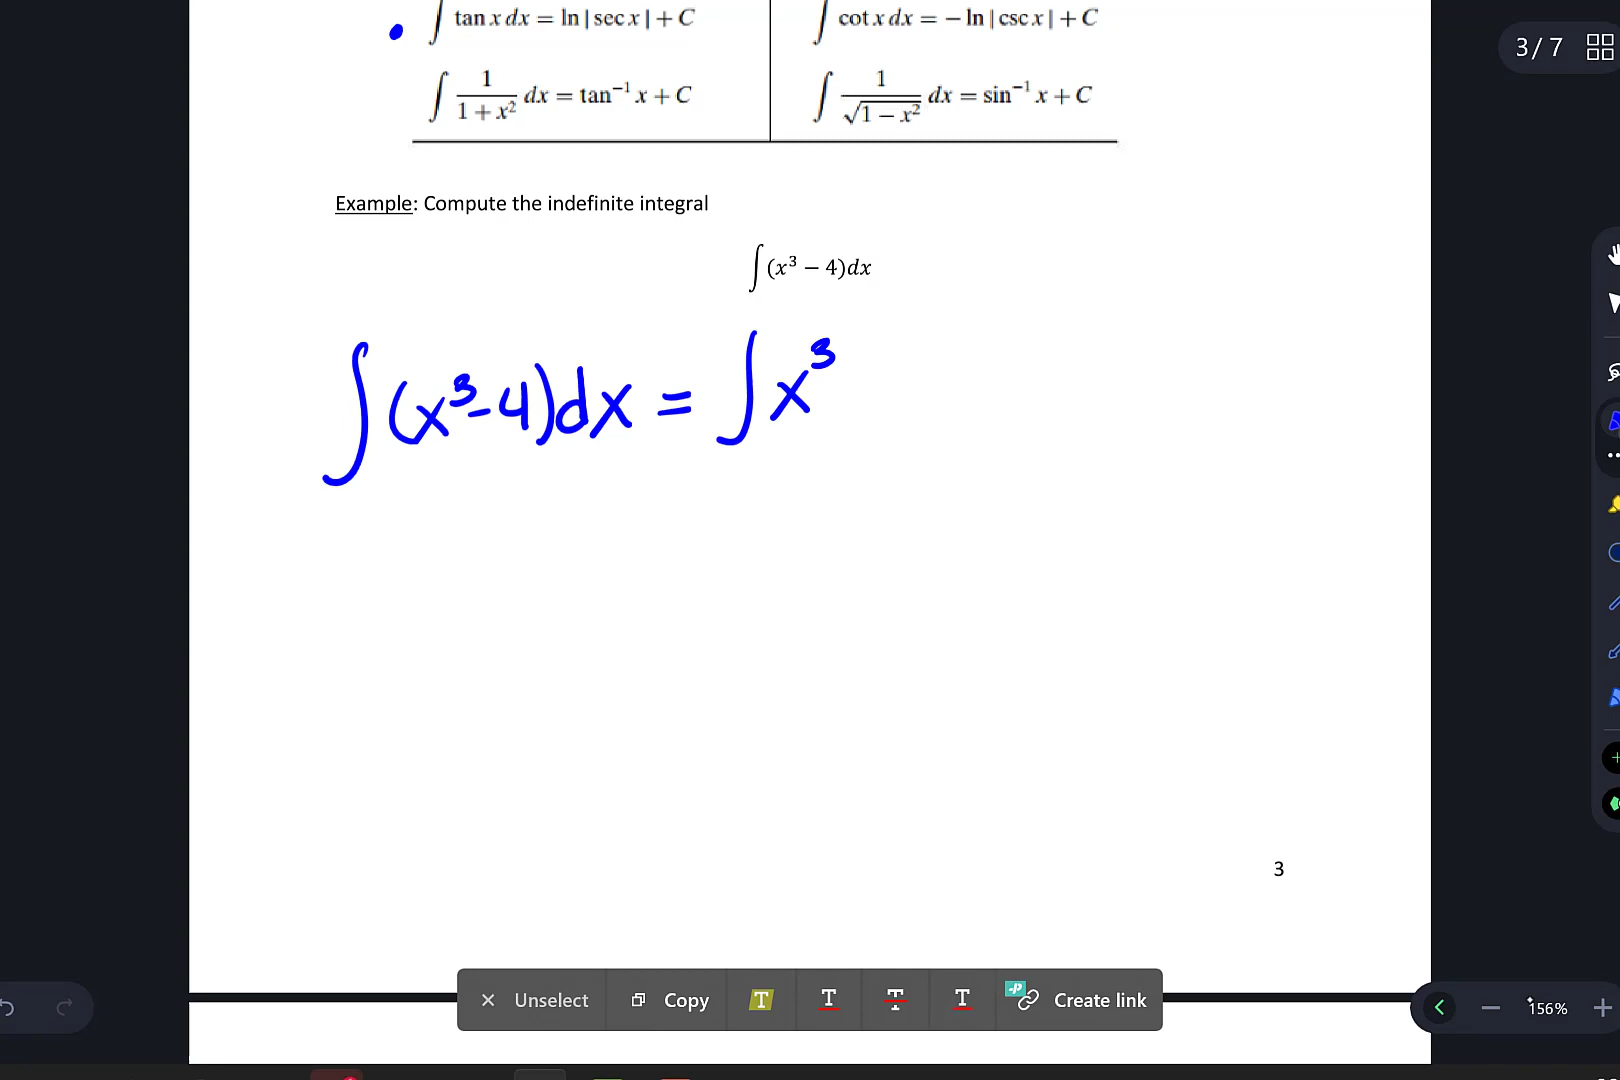 ∫ tan x dx = ln | sec x | + C
∫ cot x dx = − ln | csc x | + C
3 / 7
∫ 1/(1 + x²) dx = tan⁻¹ x + C
∫ 1/√(1 − x²) dx = sin⁻¹ x + C
Example: Compute the indefinite integral
∫(x³ − 4)dx
∫(x³-4)dx = ∫x³
3
× Unselect Copy T T T T Create link
156%